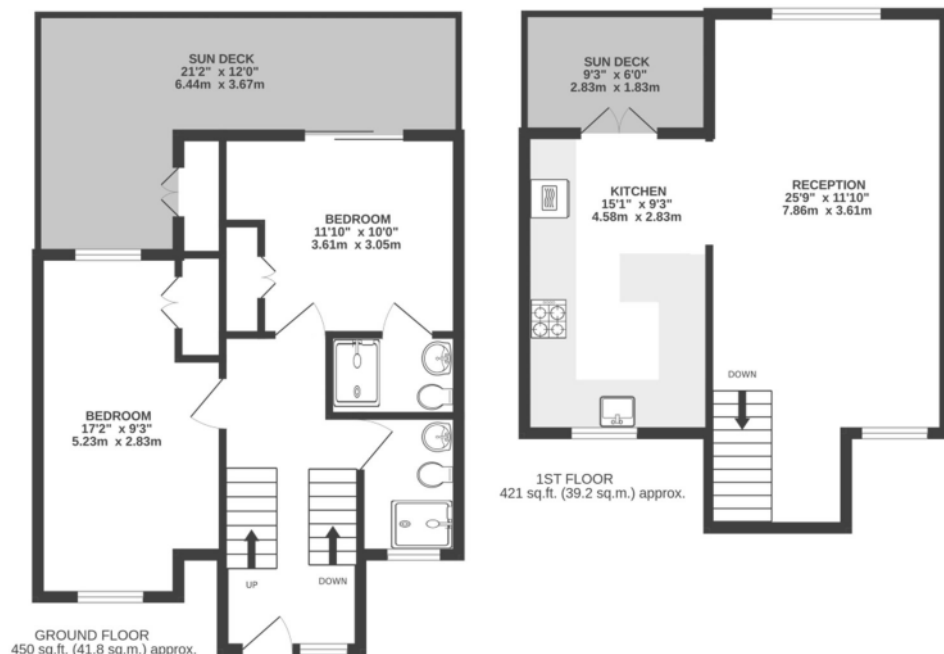 SUN DECK
21'2" x 12'0"
6.44m x 3.67m
BEDROOM
11'10" x 10'0"
3.61m x 3.05m
BEDROOM
17'2" x 9'3"
5.23m x 2.83m
UP
DOWN
GROUND FLOOR
450 sq.ft. (41.8 sq.m.) approx.
SUN DECK
9'3" x 6'0"
2.83m x 1.83m
KITCHEN
15'1" x 9'3"
4.58m x 2.83m
RECEPTION
25'9" x 11'10"
7.86m x 3.61m
DOWN
1ST FLOOR
421 sq.ft. (39.2 sq.m.) approx.